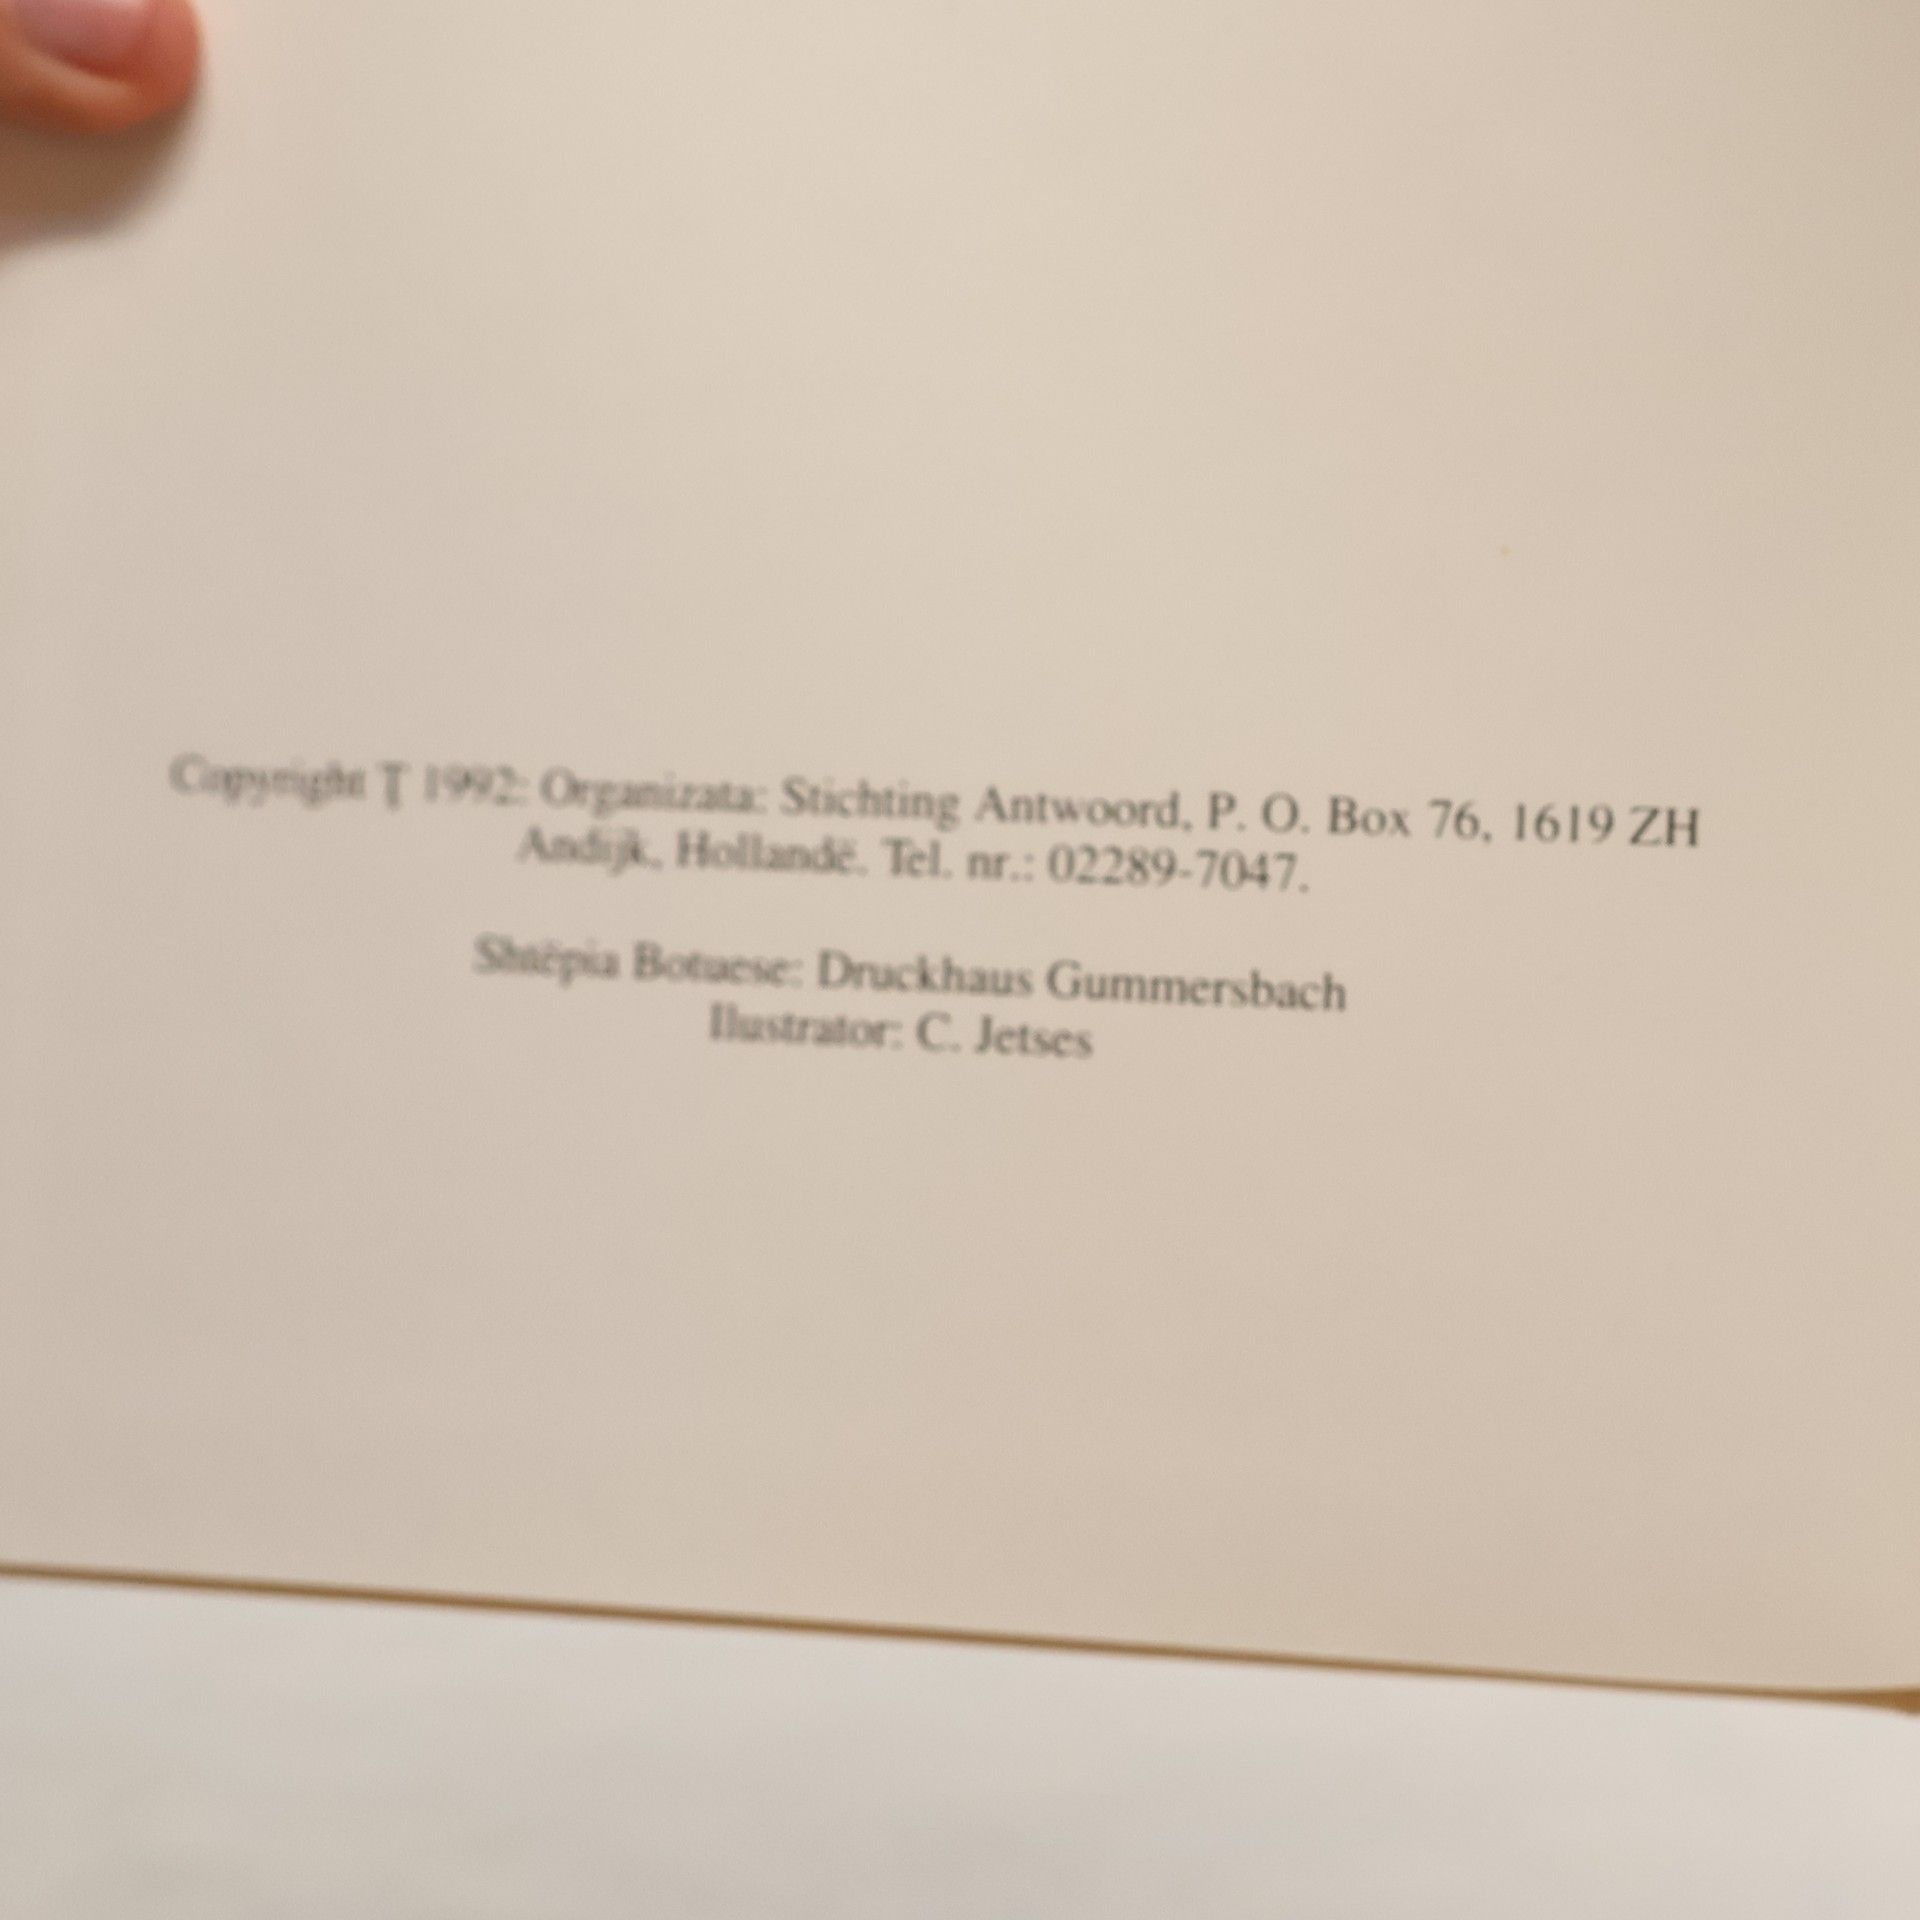 Copyright Ţ 1992: Organizata: Stichting Antwoord, P. O. Box 76, 1619 ZH
Andijk, Hollandë. Tel. nr.: 02289-7047.
Shtëpia Botuese: Druckhaus Gummersbach
Ilustrator: C. Jetses